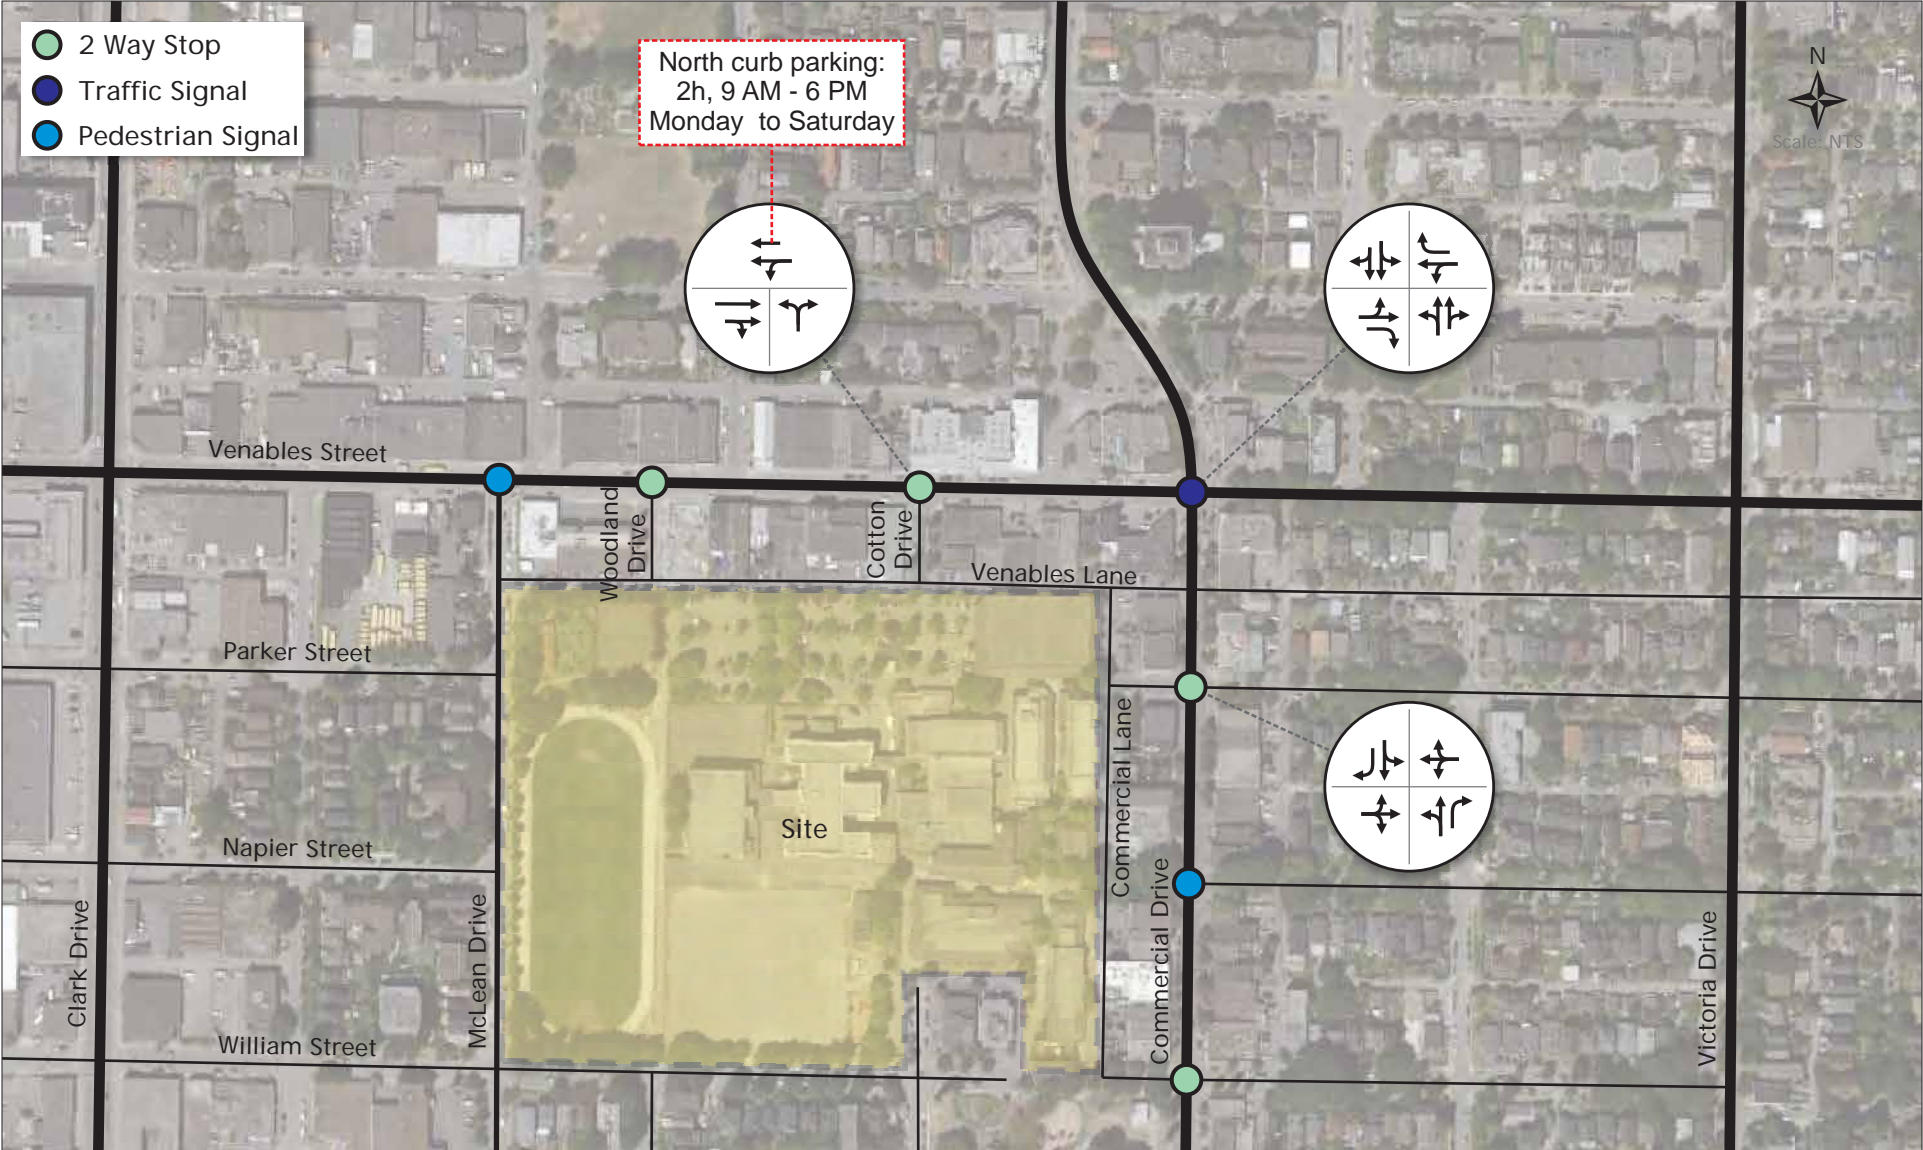 2 Way Stop
Traffic Signal
Pedestrian Signal
North curb parking:
2h, 9 AM - 6 PM
Monday to Saturday
N
Scale: NTS
Venables Street
Woodland
Drive
Cotton
Drive
Venables Lane
Parker Street
Commercial Lane
Site
Napier Street
Clark Drive
McLean Drive
Commercial Drive
Victoria Drive
William Street